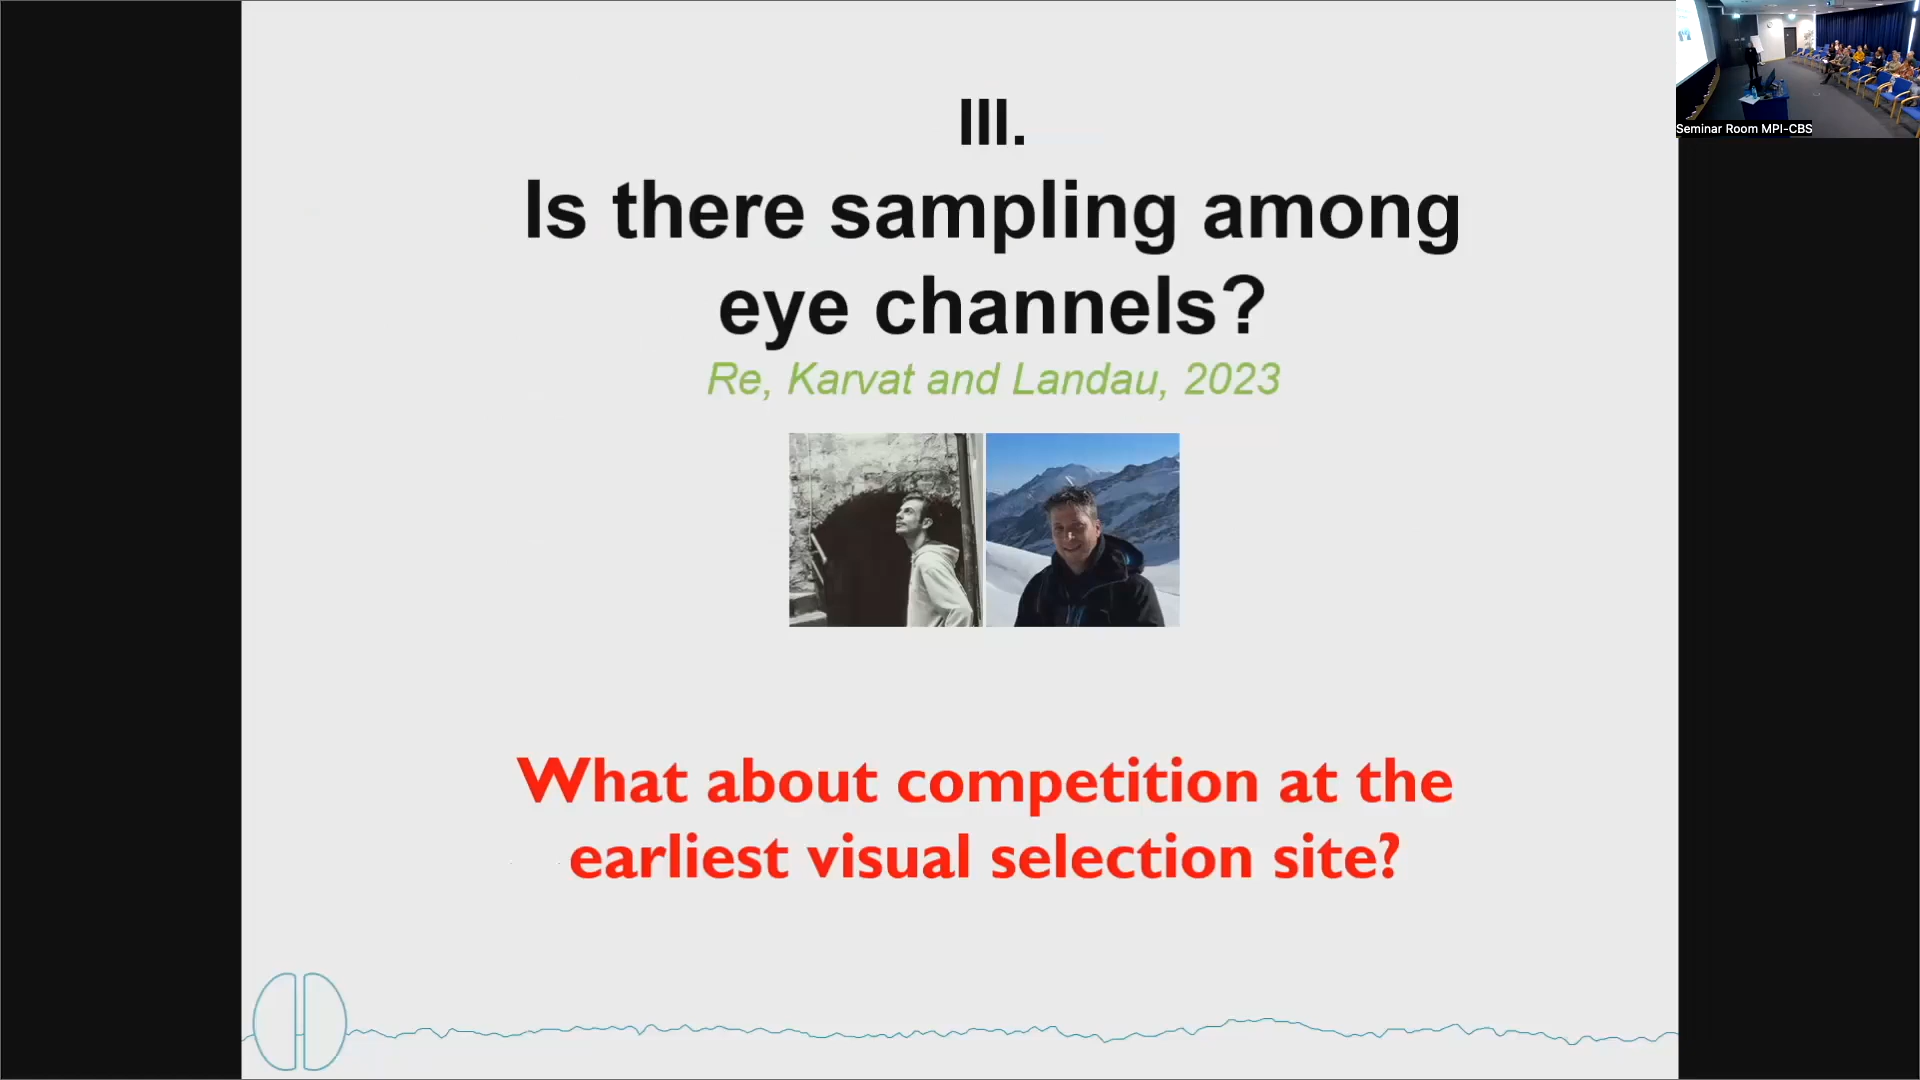 III.
Is there sampling among
eye channels?
Re, Karvat and Landau, 2023
What about competition at the
earliest visual selection site?
Seminar Room MPI-CBS